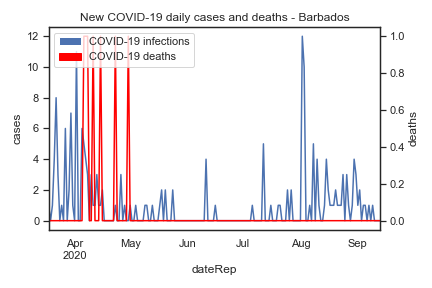 New COVID-19 daily cases and deaths - Barbados
COVID-19 infections
COVID-19 deaths
12
10
8
6
4
2
0
cases
1.0
0.8
0.6
0.4
0.2
0.0
deaths
Apr May Jun Jul Aug Sep
2020
dateRep